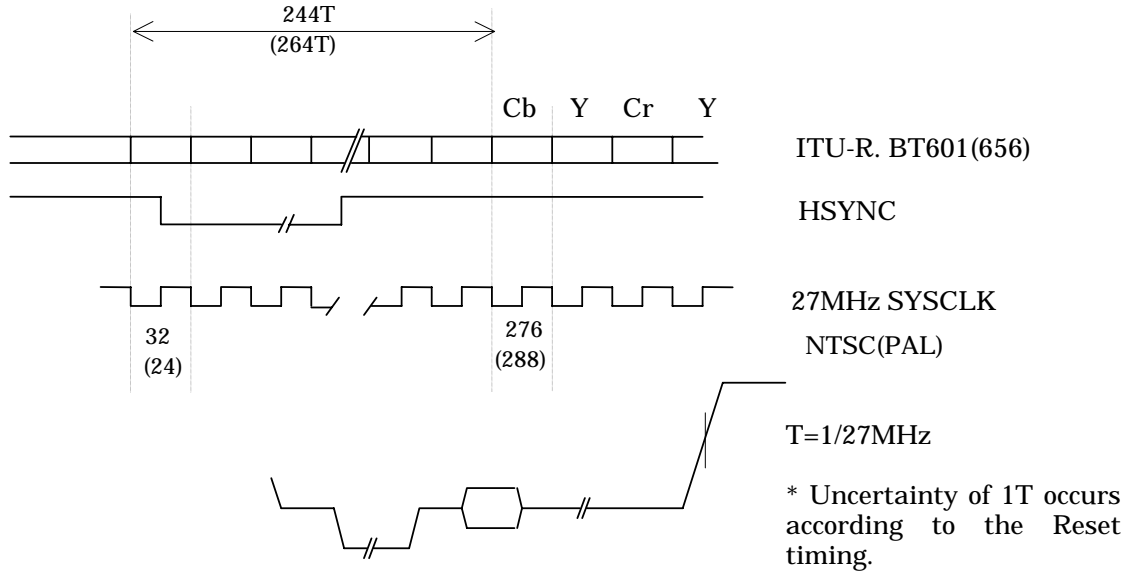 244T
(264T)
Cb Y Cr Y
ITU-R. BT601(656)
HSYNC
27MHz SYSCLK
32
(24)
276
(288)
NTSC(PAL)
T=1/27MHz
* Uncertainty of 1T occurs
according to the Reset
timing.